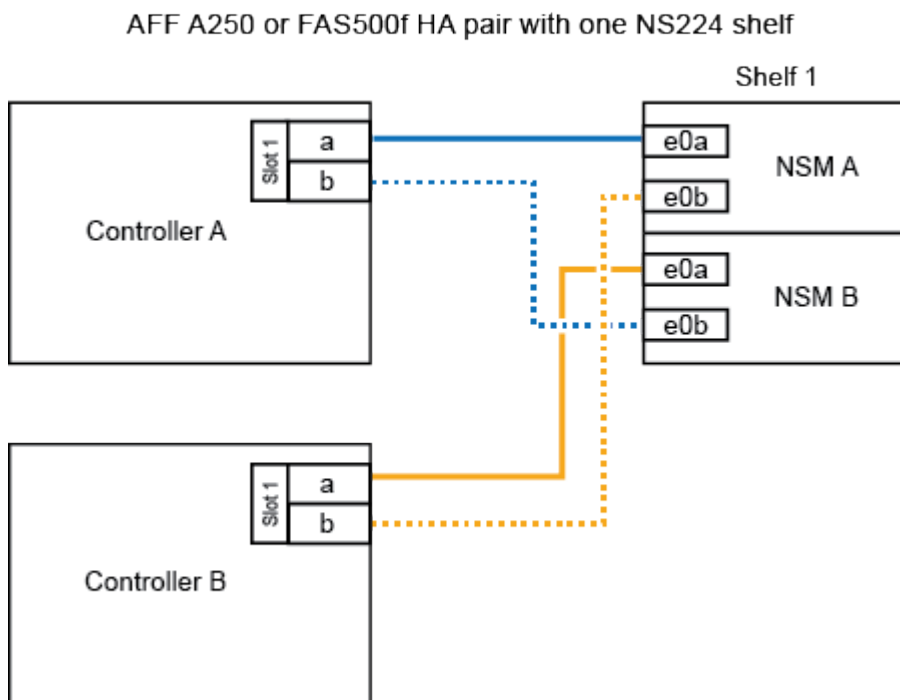 AFF A250 or FAS500f HA pair with one NS224 shelf
Shelf 1
Slot 1
a
b
Controller A
e0a
e0b
NSM A
e0a
e0b
NSM B
Slot 1
a
b
Controller B